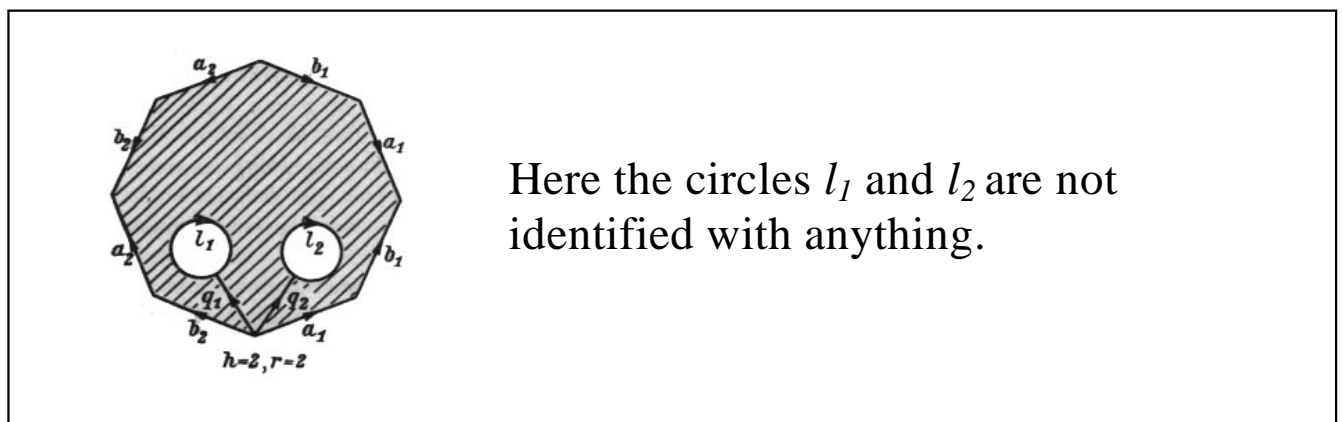 a₂ b₁
b₂ a₁
l₁ l₂
a₂ b₁
q₁ q₂
b₂ a₁
h=2, r=2
Here the circles l₁ and l₂ are not
identified with anything.